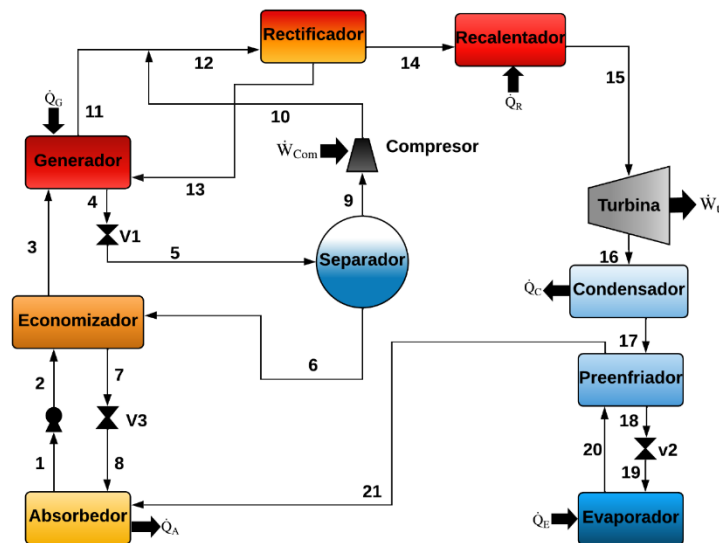 Rectificador
Recalentador
12
14
15
11
10
Q̇G
Q̇R
Generador
ẆCom
Compresor
13
4
9
V1
Turbina
Ẇt
3
5
Separador
16
Q̇C
Condensador
Economizador
17
6
Preenfriador
2
7
V3
18
v2
20
19
1
8
21
Absorbedor
Q̇A
Q̇E
Evaporador